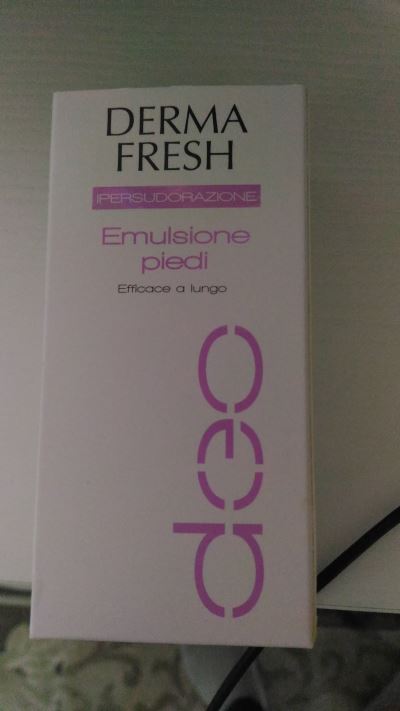 DERMA
FRESH
IPERSUDORAZIONE
Emulsione
piedi
Efficace a lungo
deo